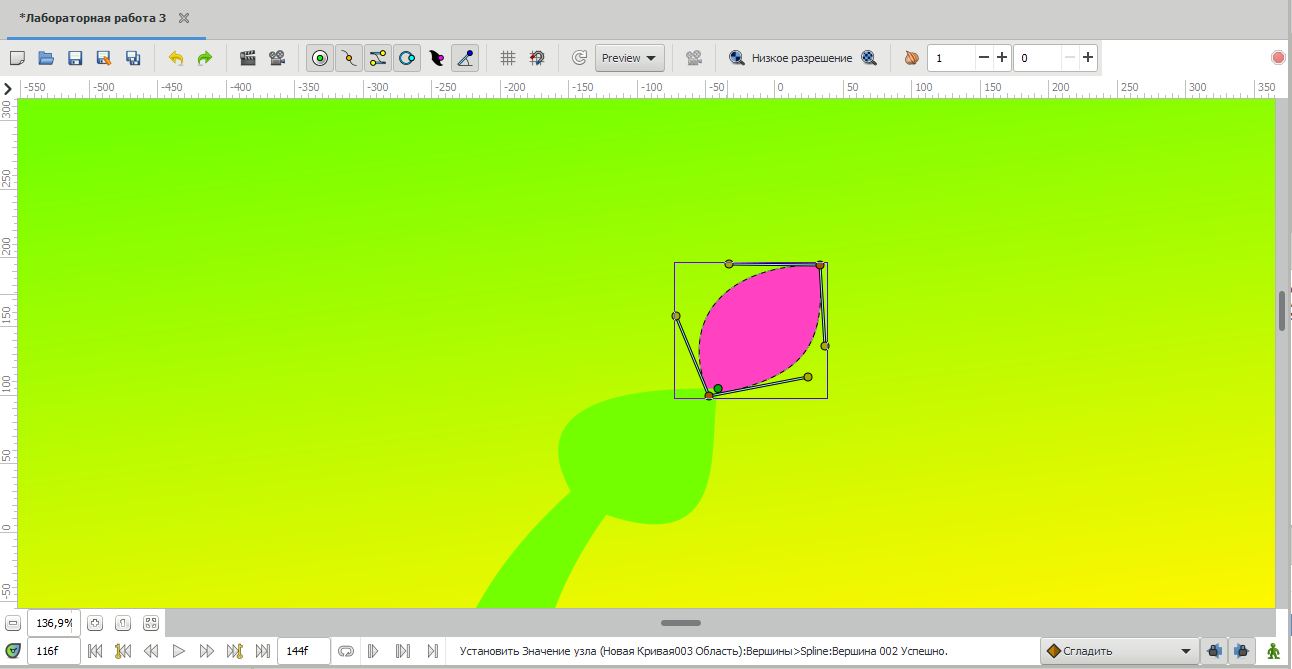 *Лабораторная работа 3
Preview
Низкое разрешение
1
0
-550 -500 -450 -400 -350 -300 -250 -200 -150 -100 -50 0 50 100 150 200 250 300 350
300
250
200
150
100
50
0
-50
136,9%
116f
144f
Установить Значение узла (Новая Кривая003 Область):Вершины>Spline:Вершина 002 Успешно.
Сгладить